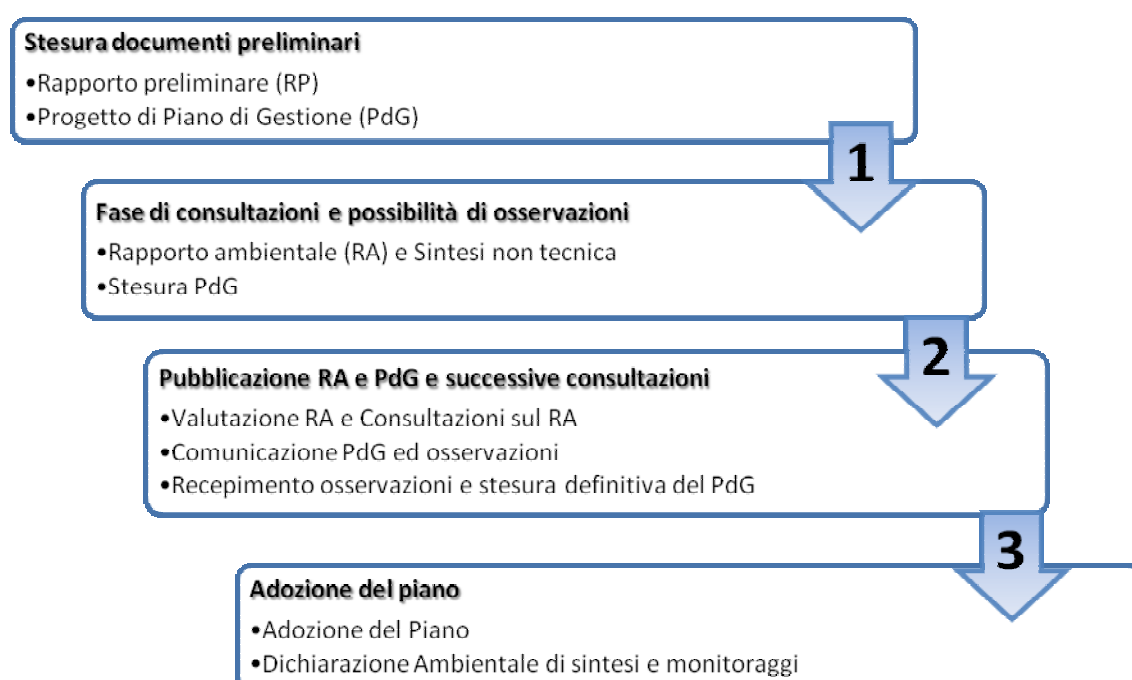 Stesura documenti preliminari
•Rapporto preliminare (RP)
•Progetto di Piano di Gestione (PdG)
1
Fase di consultazioni e possibilità di osservazioni
•Rapporto ambientale (RA) e Sintesi non tecnica
•Stesura PdG
2
Pubblicazione RA e PdG e successive consultazioni
•Valutazione RA e Consultazioni sul RA
•Comunicazione PdG ed osservazioni
•Recepimento osservazioni e stesura definitiva del PdG
3
Adozione del piano
•Adozione del Piano
•Dichiarazione Ambientale di sintesi e monitoraggi